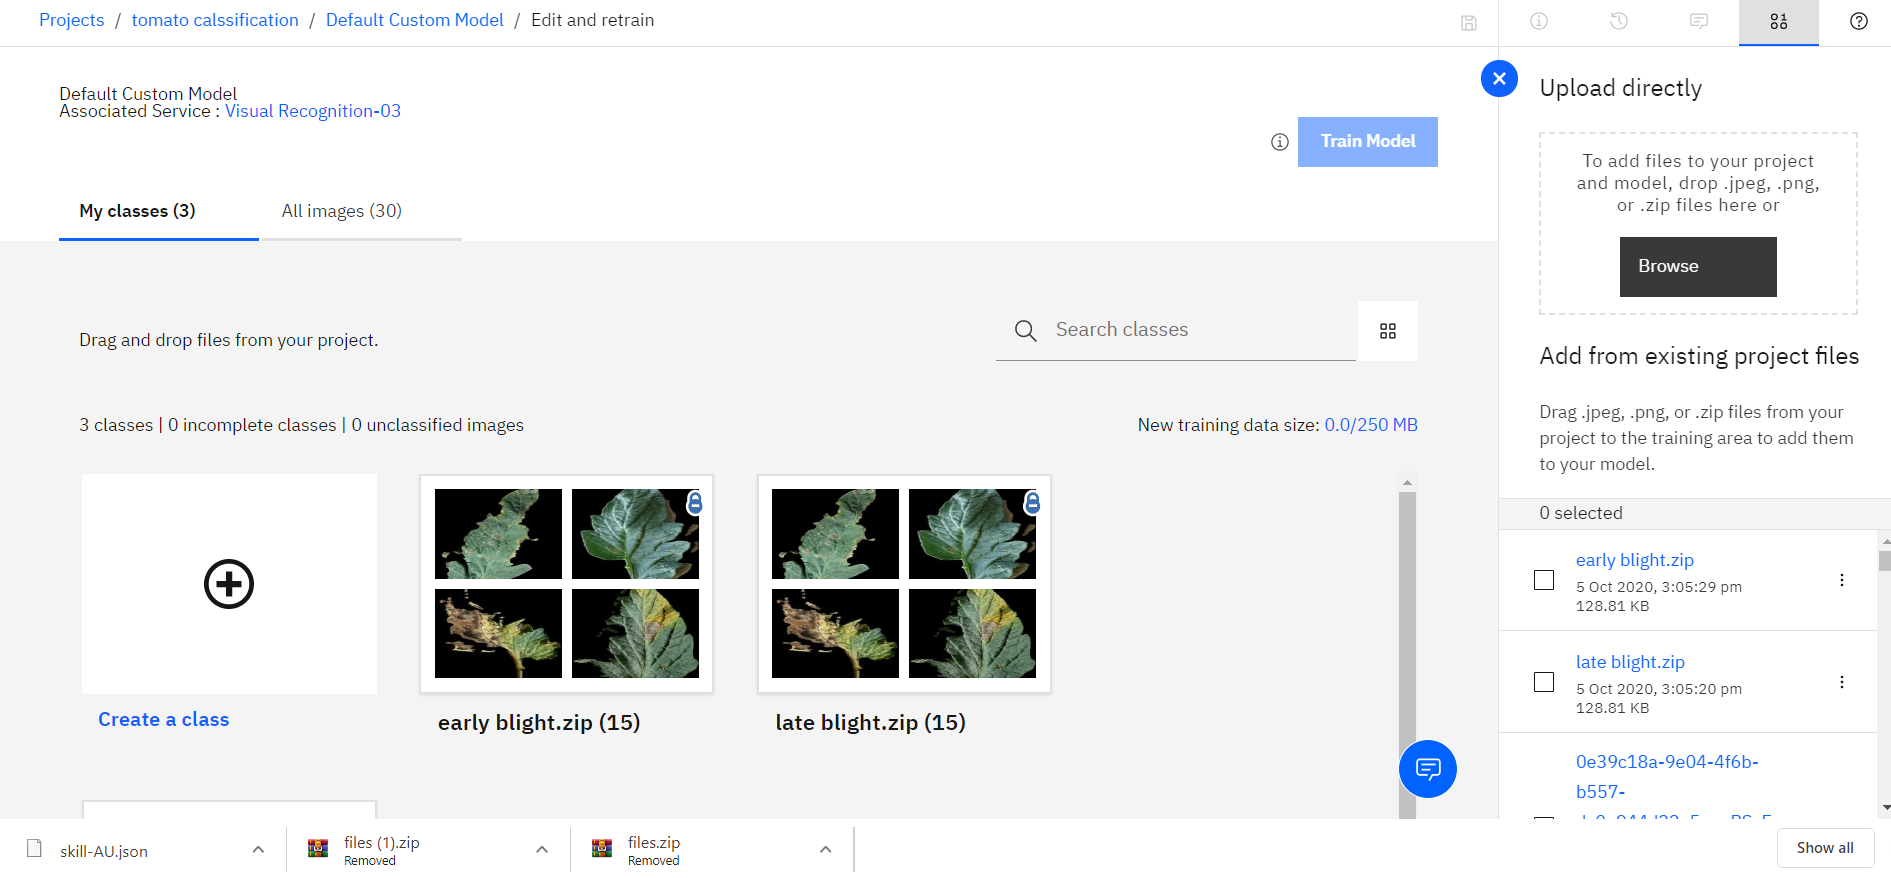 Projects / tomato calssification / Default Custom Model / Edit and retrain
Default Custom Model
Associated Service : Visual Recognition-03
Train Model
My classes (3)
All images (30)
Drag and drop files from your project.
Search classes
3 classes | 0 incomplete classes | 0 unclassified images
New training data size: 0.0/250 MB
Create a class
early blight.zip (15)
late blight.zip (15)
Upload directly
To add files to your project
and model, drop .jpeg, .png,
or .zip files here or
Browse
Add from existing project files
Drag .jpeg, .png, or .zip files from your
project to the training area to add them
to your model.
0 selected
early blight.zip
5 Oct 2020, 3:05:29 pm
128.81 KB
late blight.zip
5 Oct 2020, 3:05:20 pm
128.81 KB
0e39c18a-9e04-4f6b-
b557-
skill-AU.json
files (1).zip
Removed
files.zip
Removed
Show all